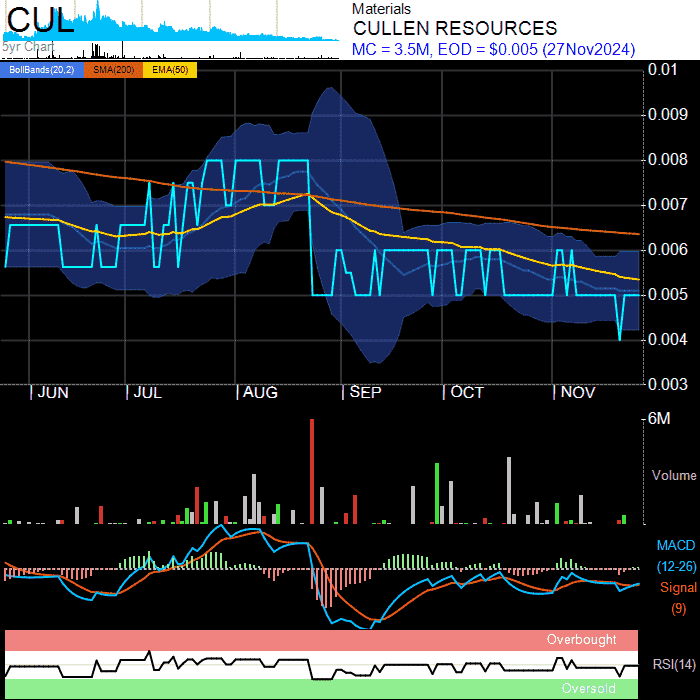 CUL
5yr Chart
Materials
CULLEN RESOURCES
MC = 3.5M, EOD = $0.005 (27Nov2024)
BollBands(20,2) SMA(200) EMA(50)
0.01
0.009
0.008
0.007
0.006
0.005
0.004
0.003
JUN JUL AUG SEP OCT NOV
6M
Volume
MACD
(12-26)
Signal
(9)
Overbought
RSI(14)
Oversold